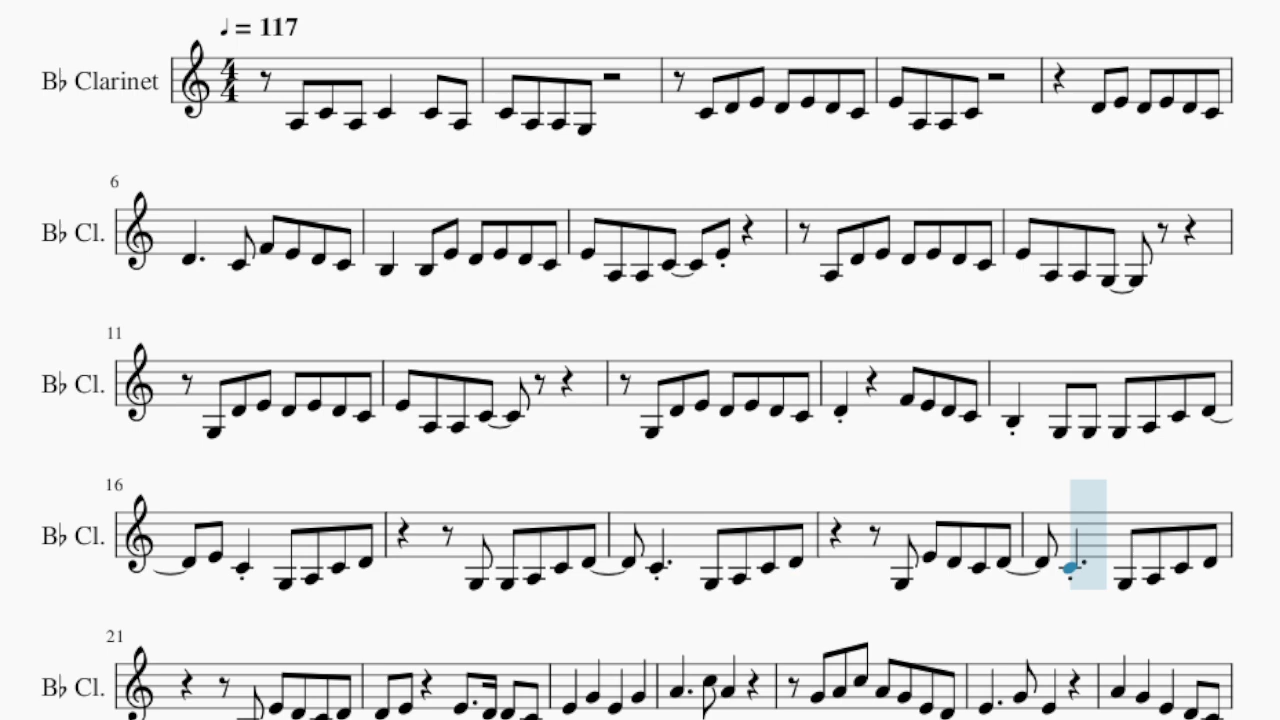 ♩ = 117
B♭ Clarinet
4
4
6
B♭ Cl.
11
B♭ Cl.
16
B♭ Cl.
21
B♭ Cl.